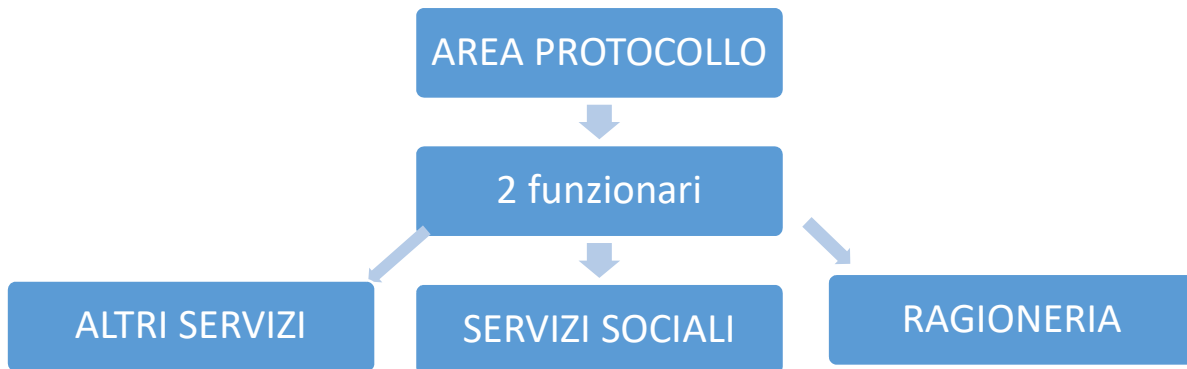 AREA PROTOCOLLO
2 funzionari
ALTRI SERVIZI
SERVIZI SOCIALI
RAGIONERIA